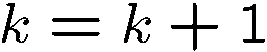 k = k + 1